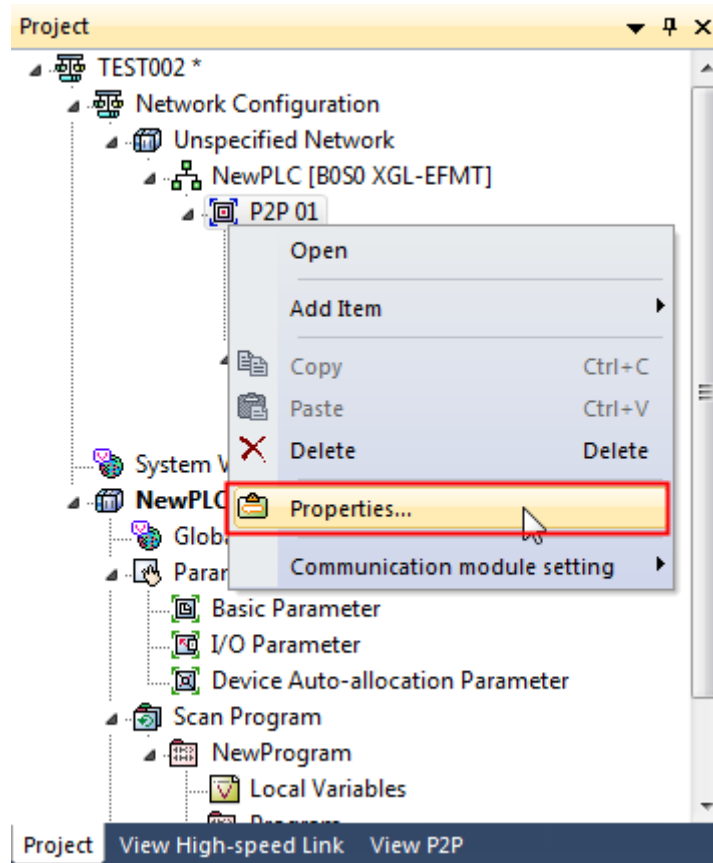 Project
TEST002 *
Network Configuration
Unspecified Network
NewPLC [B0S0 XGL-EFMT]
P2P 01
Open
Add Item
Copy Ctrl+C
Paste Ctrl+V
Delete Delete
System V
NewPLC
Properties...
Glob
Communication module setting
Basic Parameter
I/O Parameter
Device Auto-allocation Parameter
Scan Program
NewProgram
Local Variables
Program
Project View High-speed Link View P2P